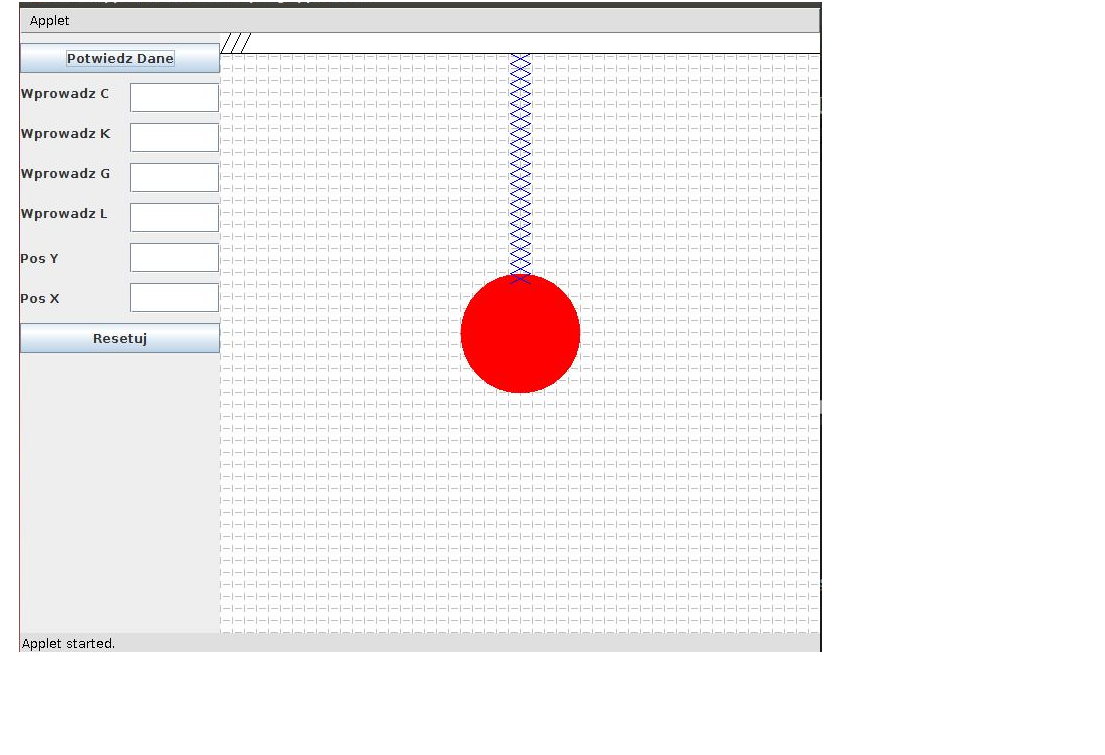 Applet
Potwiedz Dane
Wprowadz C
Wprowadz K
Wprowadz G
Wprowadz L
Pos Y
Pos X
Resetuj
Applet started.